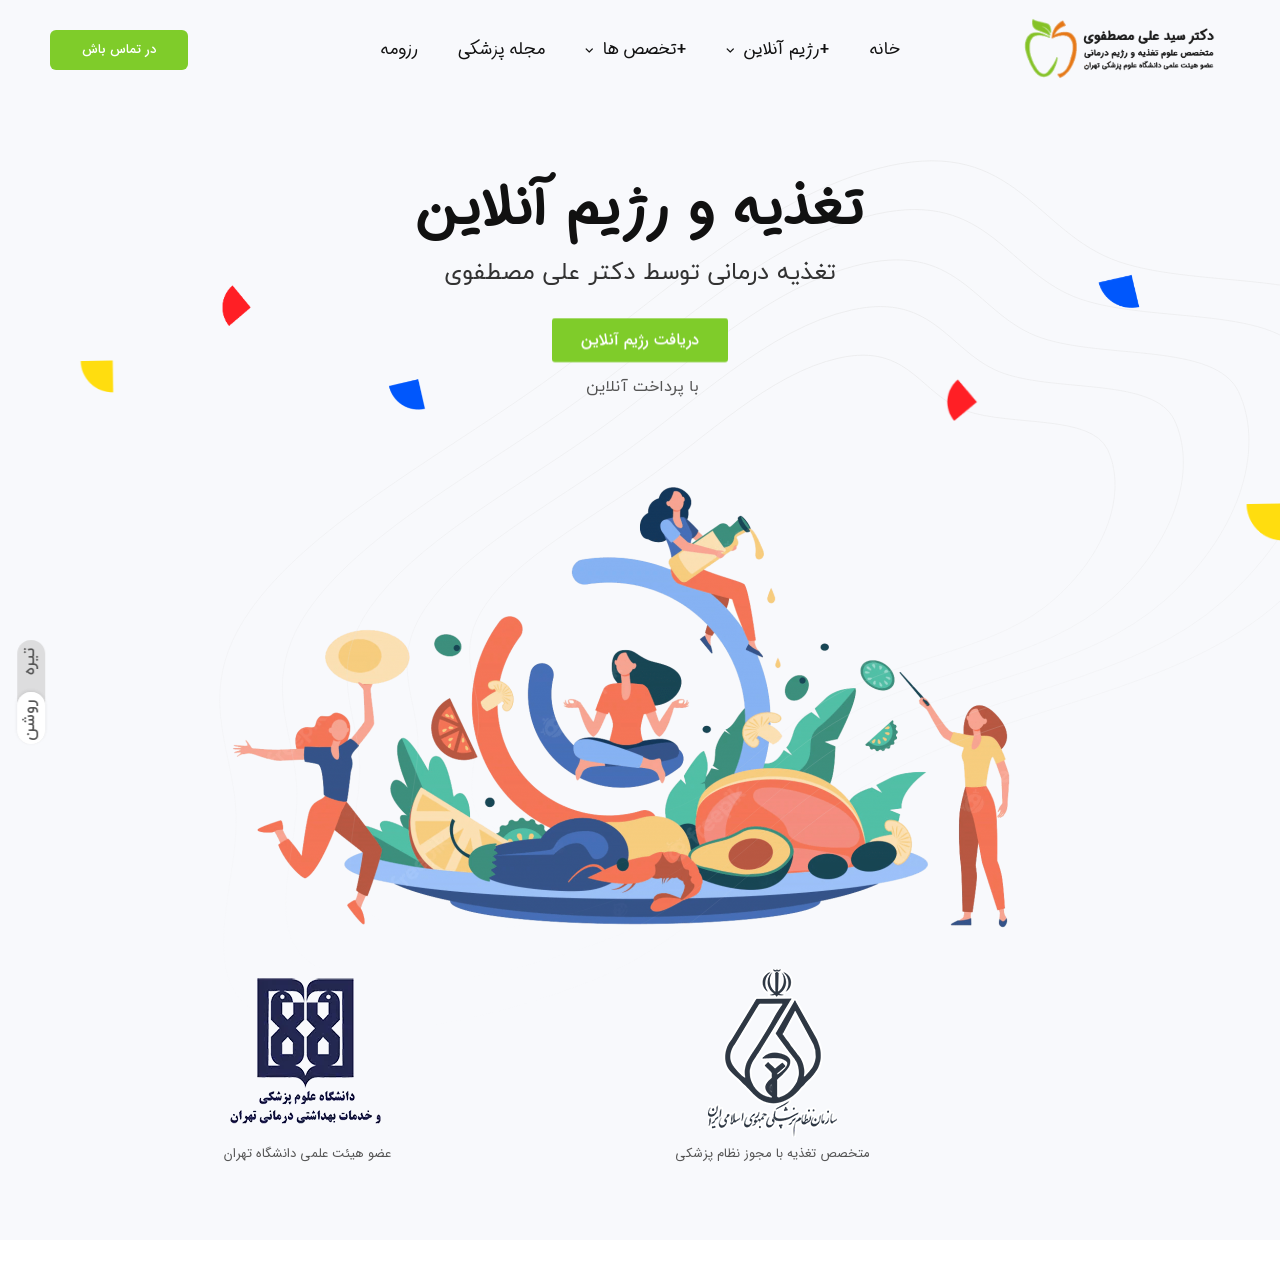 دکتر سید علی مصطفوی
متخصص علوم تغذیه و رژیم درمانی
عضو هیئت علمی دانشگاه علوم پزشکی تهران
خانه
+رژیم آنلاین
+تخصص ها
مجله پزشکی
رزومه
در تماس باش
تغذیه و رژیم آنلاین
تغذیه درمانی توسط دکتر علی مصطفوی
دریافت رژیم آنلاین
با پرداخت آنلاین
تیره
روشن
سازمان نظام پزشکی جمهوری اسلامی ایران
متخصص تغذیه با مجوز نظام پزشکی
دانشگاه علوم پزشکی
و خدمات بهداشتی درمانی تهران
عضو هیئت علمی دانشگاه تهران